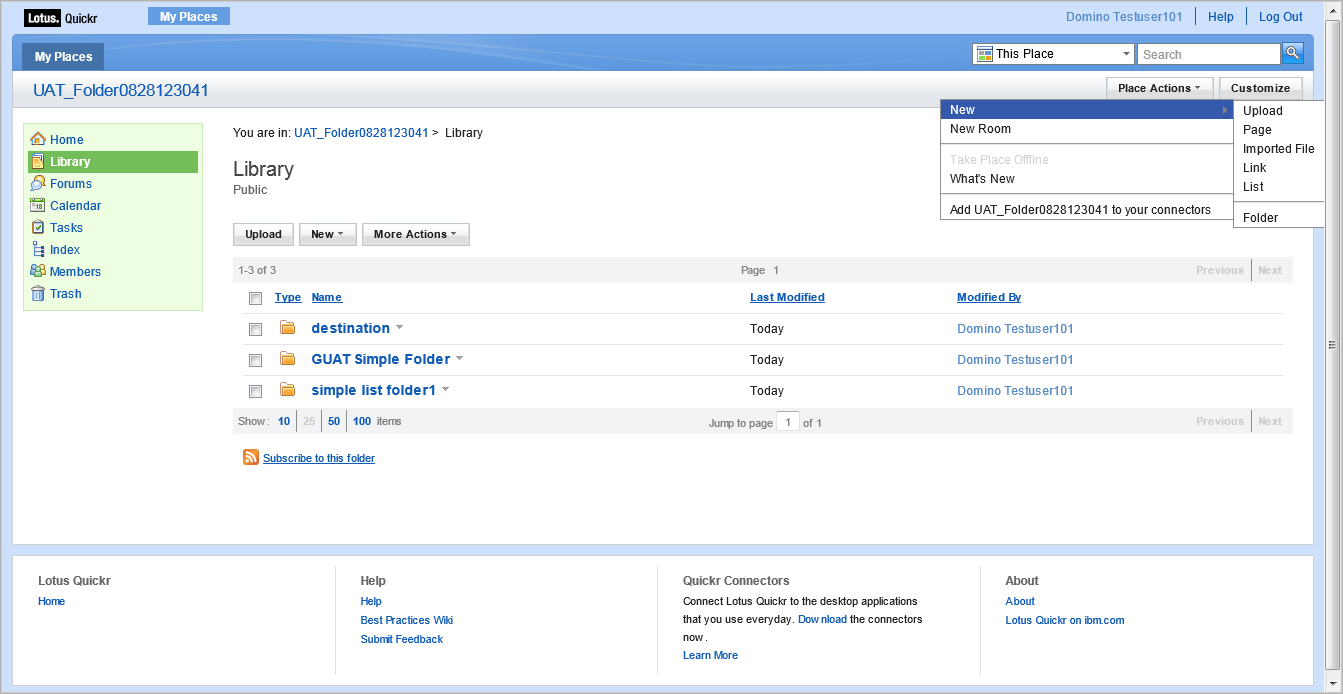 Lotus. Quickr My Places Domino Testuser101 Help Log Out
My Places This Place Search
UAT_Folder0828123041 Place Actions Customize
New Upload
New Room Page
Take Place Offline Imported File
What's New Link
List
Add UAT_Folder0828123041 to your connectors Folder
Home
Library
Forums
Calendar
Tasks
Index
Members
Trash
You are in: UAT_Folder0828123041 > Library
Library
Public
Upload New More Actions
1-3 of 3 Page 1 Previous Next
Type Name Last Modified Modified By
destination Today Domino Testuser101
GUAT Simple Folder Today Domino Testuser101
simple list folder1 Today Domino Testuser101
Show: 10 25 50 100 items Jump to page 1 of 1 Previous Next
Subscribe to this folder
Lotus Quickr
Home
Help
Help
Best Practices Wiki
Submit Feedback
Quickr Connectors
Connect Lotus Quickr to the desktop applications
that you use everyday. Download the connectors
now .
Learn More
About
About
Lotus Quickr on ibm.com